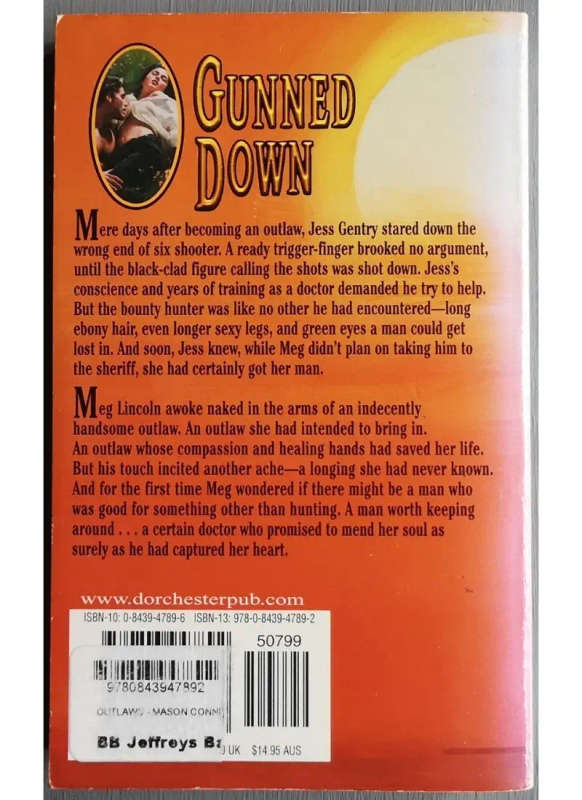 GUNNED
DOWN
Mere days after becoming an outlaw, Jess Gentry stared down the
wrong end of six shooter. A ready trigger-finger brooked no argument,
until the black-clad figure calling the shots was shot down. Jess's
conscience and years of training as a doctor demanded he try to help.
But the bounty hunter was like no other he had encountered—long
ebony hair, even longer sexy legs, and green eyes a man could get
lost in. And soon, Jess knew, while Meg didn't plan on taking him to
the sheriff, she had certainly got her man.
Meg Lincoln awoke naked in the arms of an indecently
handsome outlaw. An outlaw she had intended to bring in.
An outlaw whose compassion and healing hands had saved her life.
But his touch incited another ache—a longing she had never known.
And for the first time Meg wondered if there might be a man who
was good for something other than hunting. A man worth keeping
around . . . a certain doctor who promised to mend her soul as
surely as he had captured her heart.
www.dorchesterpub.com
ISBN-10: 0-8439-4789-6 ISBN-13: 978-0-8439-4789-2
50799
9780843947892
OUTLAWS - MASON CONNI
BB Jeffreys Ba
UK $14.95 AUS